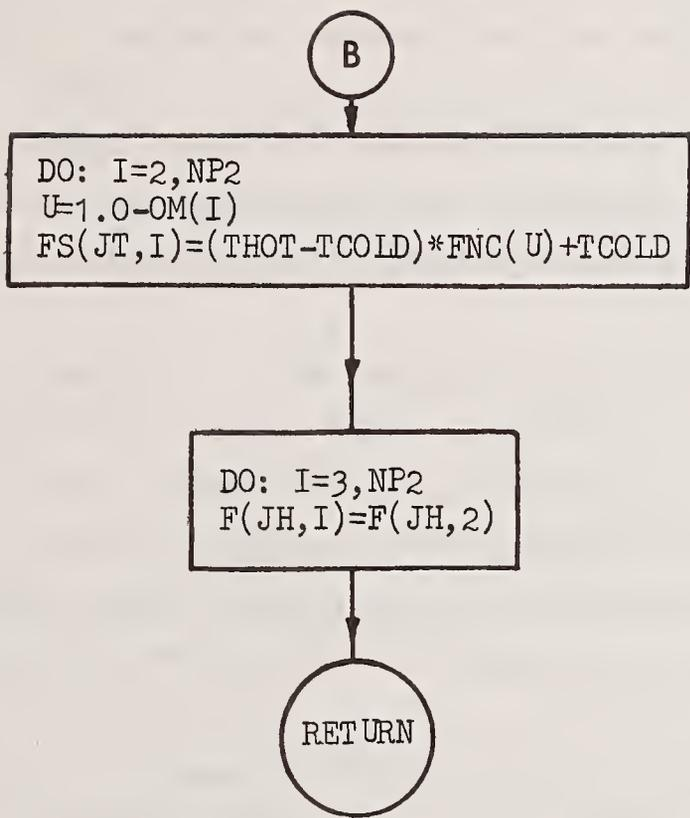 B
DO: I=2,NP2
U=1.0-OM(I)
FS(JT,I)=(THOT-TCOLD)*FNC(U)+TCOLD
DO: I=3,NP2
F(JH,I)=F(JH,2)
RETURN